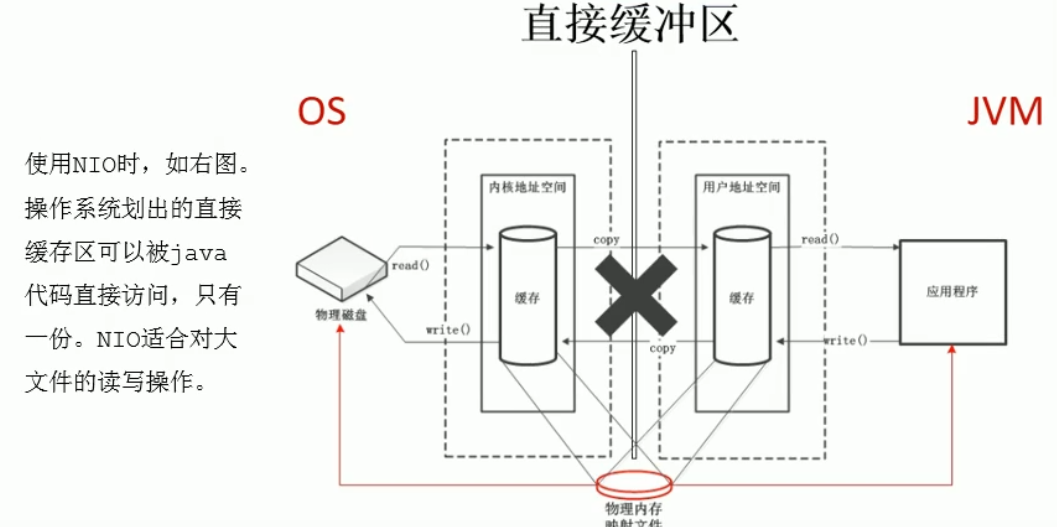 直接缓冲区
OS
JVM
使用NIO时，如右图。
操作系统划出的直接
缓存区可以被java
代码直接访问，只有
一份。NIO适合对大
文件的读写操作。
内核地址空间
用户地址空间
copy
read()
read()
缓存
缓存
应用程序
物理磁盘
write()
copy
write()
物理内存
映射文件